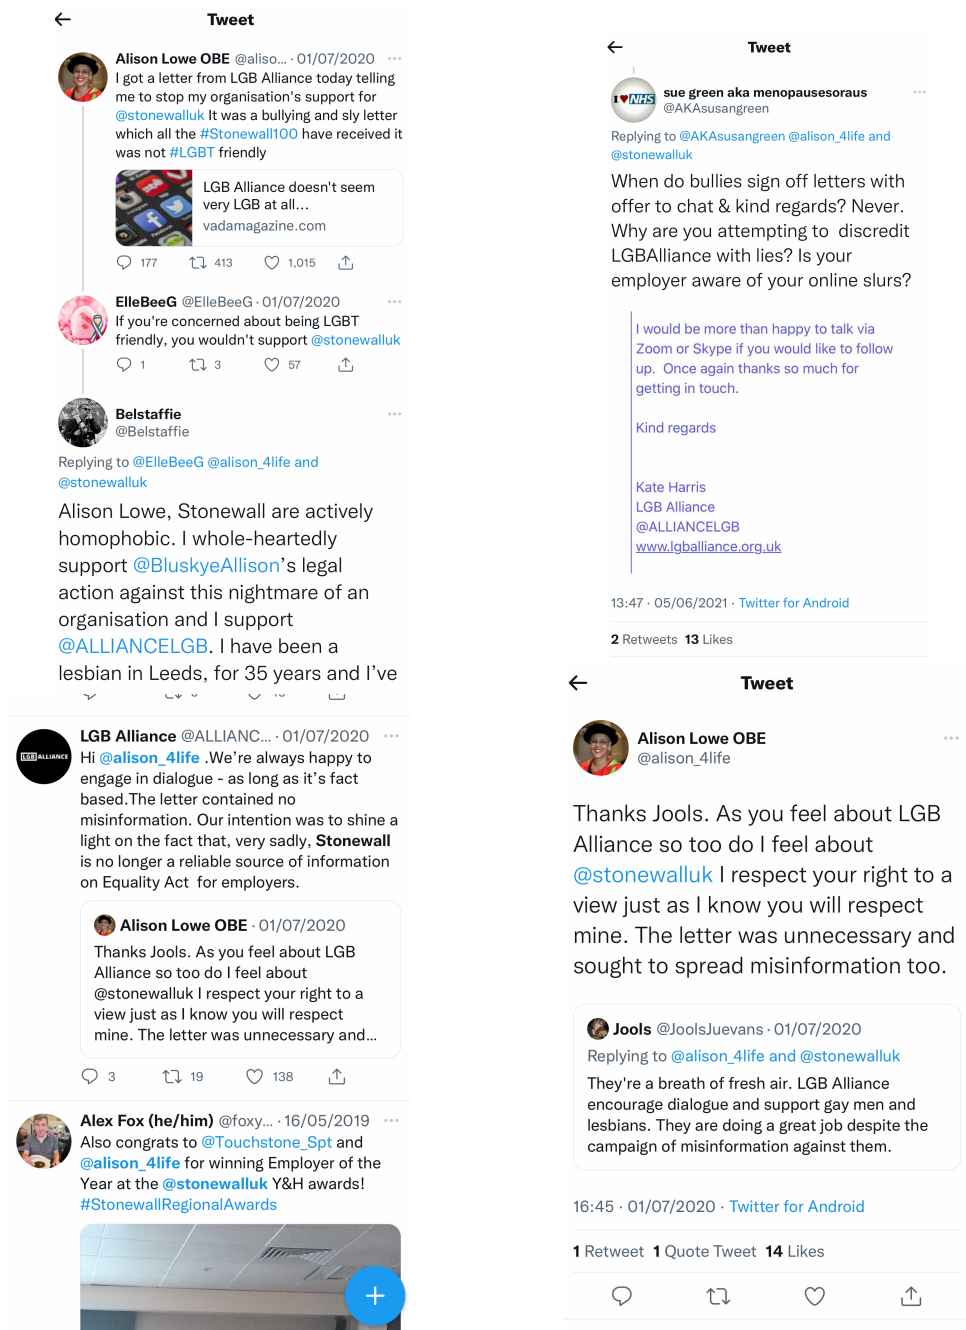 Tweet
Alison Lowe OBE @aliso... · 01/07/2020
I got a letter from LGB Alliance today telling
me to stop my organisation's support for
@stonewalluk It was a bullying and sly letter
which all the #Stonewall100 have received it
was not #LGBT friendly
LGB Alliance doesn't seem
very LGB at all...
vadamagazine.com
177 413 1,015
ElleBeeG @ElleBeeG · 01/07/2020
If you're concerned about being LGBT
friendly, you wouldn't support @stonewalluk
1 3 57
Belstaffie
@Belstaffie
Replying to @ElleBeeG @alison_4life and
@stonewalluk
Alison Lowe, Stonewall are actively
homophobic. I whole-heartedly
support @BluskyeAllison's legal
action against this nightmare of an
organisation and I support
@ALLIANCELGB. I have been a
lesbian in Leeds, for 35 years and I've
LGB ALLIANCE
LGB Alliance @ALLIANC... · 01/07/2020
Hi @alison_4life .We're always happy to
engage in dialogue - as long as it's fact
based.The letter contained no
misinformation. Our intention was to shine a
light on the fact that, very sadly, Stonewall
is no longer a reliable source of information
on Equality Act for employers.
Alison Lowe OBE · 01/07/2020
Thanks Jools. As you feel about LGB
Alliance so too do I feel about
@stonewalluk I respect your right to a
view just as I know you will respect
mine. The letter was unnecessary and...
3 19 138
Alex Fox (he/him) @foxy... · 16/05/2019
Also congrats to @Touchstone_Spt and
@alison_4life for winning Employer of the
Year at the @stonewalluk Y&H awards!
#StonewallRegionalAwards
Tweet
I ♥ NHS
sue green aka menopausesoraus
@AKAsusangreen
Replying to @AKAsusangreen @alison_4life and
@stonewalluk
When do bullies sign off letters with
offer to chat & kind regards? Never.
Why are you attempting to discredit
LGBAlliance with lies? Is your
employer aware of your online slurs?
I would be more than happy to talk via
Zoom or Skype if you would like to follow
up. Once again thanks so much for
getting in touch.
Kind regards
Kate Harris
LGB Alliance
@ALLIANCELGB
www.lgballiance.org.uk
13:47 · 05/06/2021 · Twitter for Android
2 Retweets 13 Likes
Tweet
Alison Lowe OBE
@alison_4life
Thanks Jools. As you feel about LGB
Alliance so too do I feel about
@stonewalluk I respect your right to a
view just as I know you will respect
mine. The letter was unnecessary and
sought to spread misinformation too.
Jools @JoolsJuevans · 01/07/2020
Replying to @alison_4life and @stonewalluk
They're a breath of fresh air. LGB Alliance
encourage dialogue and support gay men and
lesbians. They are doing a great job despite the
campaign of misinformation against them.
16:45 · 01/07/2020 · Twitter for Android
1 Retweet 1 Quote Tweet 14 Likes